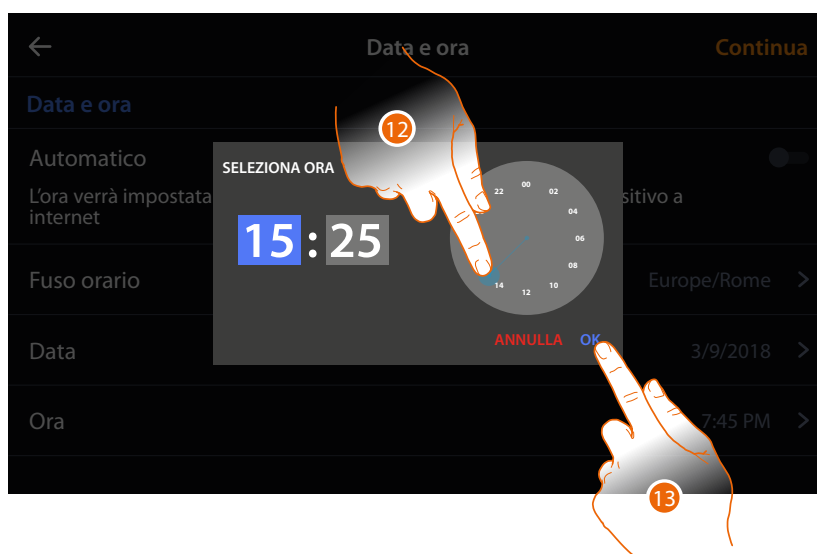 Data e ora
Continua
Data e ora
Automatico
L'ora verrà impostata
sitivo a
internet
SELEZIONA ORA
15 : 25
22 00 02
04
06
08
10
12
14
ANNULLA OK
Fuso orario
Europe/Rome
Data
3/9/2018
Ora
7:45 PM
12
13